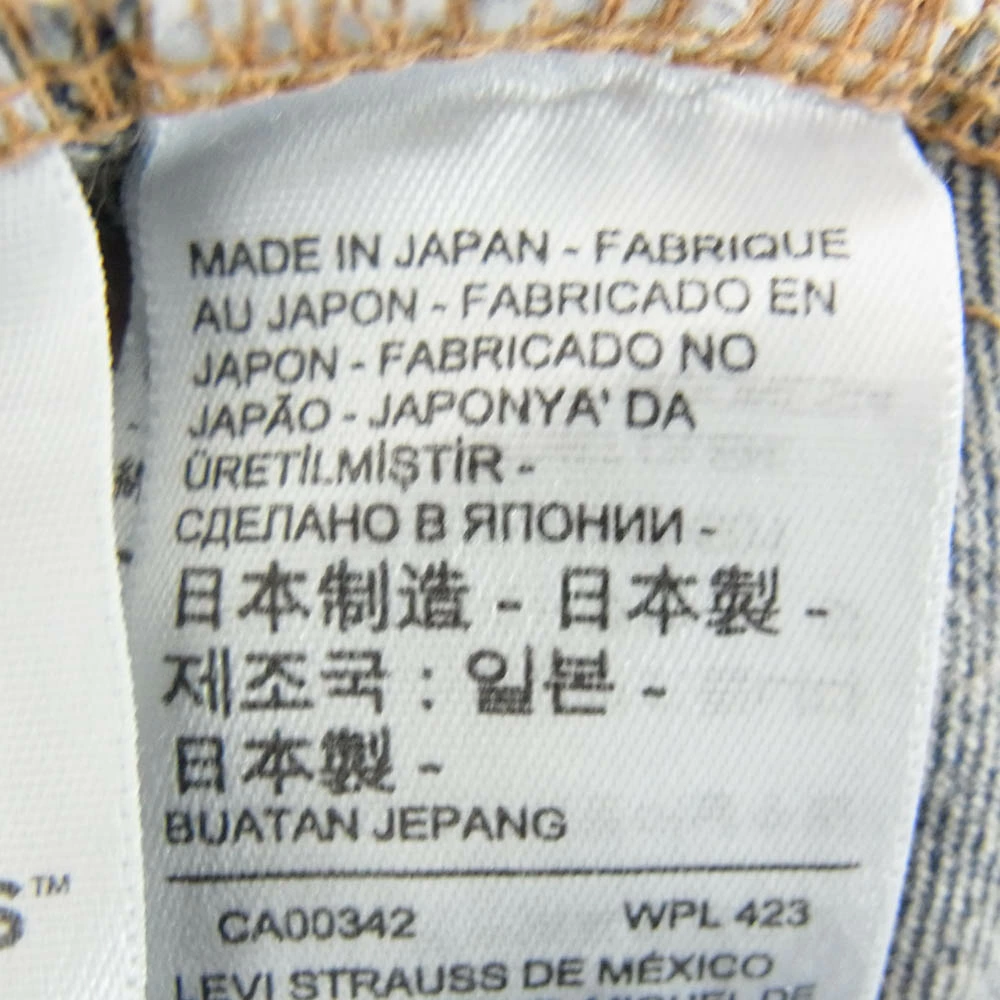 MADE IN JAPAN - FABRIQUE
AU JAPON - FABRICADO EN
JAPON - FABRICADO NO
JAPÃO - JAPONYA' DA
ÜRETİLMİŞTİR -
СДЕЛАНО В ЯПОНИИ -
日本制造 - 日本製 -
제조국 : 일본 -
日本製 -
BUATAN JEPANG
CA00342 WPL 423
LEVI STRAUSS DE MÉXICO
TM